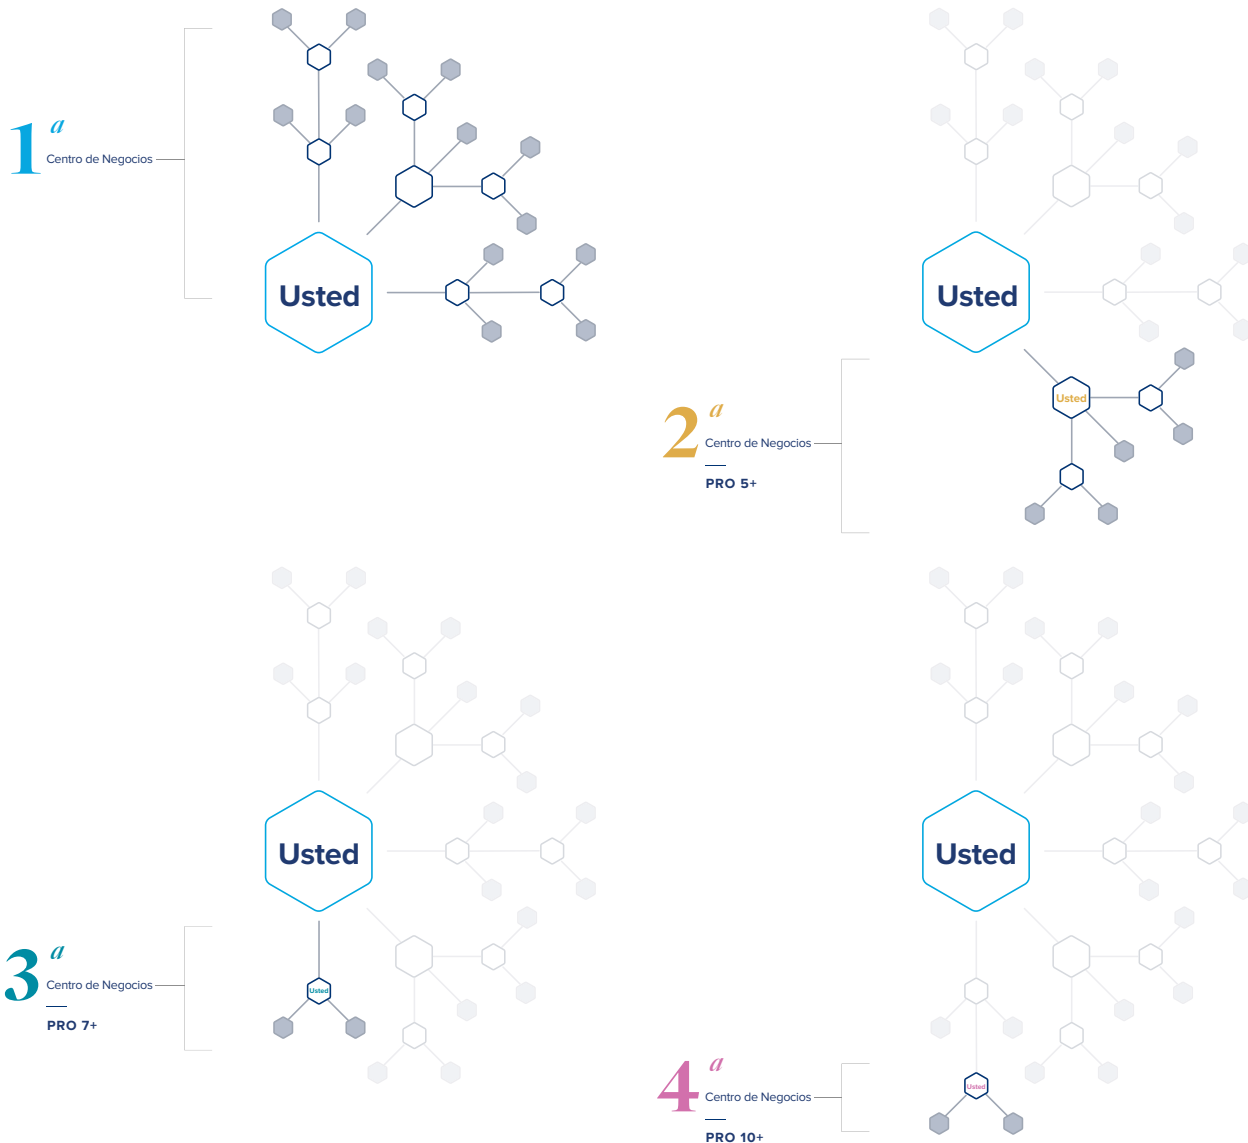 1ª
Centro de Negocios
Usted
2ª
Centro de Negocios
PRO 5+
Usted
Usted
3ª
Centro de Negocios
PRO 7+
Usted
Usted
4ª
Centro de Negocios
PRO 10+
Usted
Usted